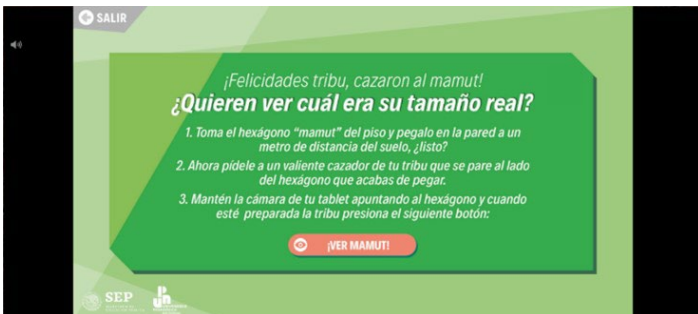 SALIR
¡Felicidades tribu, cazaron al mamut!
¿Quieren ver cuál era su tamaño real?
1. Toma el hexágono “mamut” del piso y pegalo en la pared a un
metro de distancia del suelo, ¿listo?
2. Ahora pídele a un valiente cazador de tu tribu que se pare al lado
del hexágono que acabas de pegar.
3. Mantén la cámara de tu tablet apuntando al hexágono y cuando
esté preparada la tribu presiona el siguiente botón:
¡VER MAMUT!
SEP